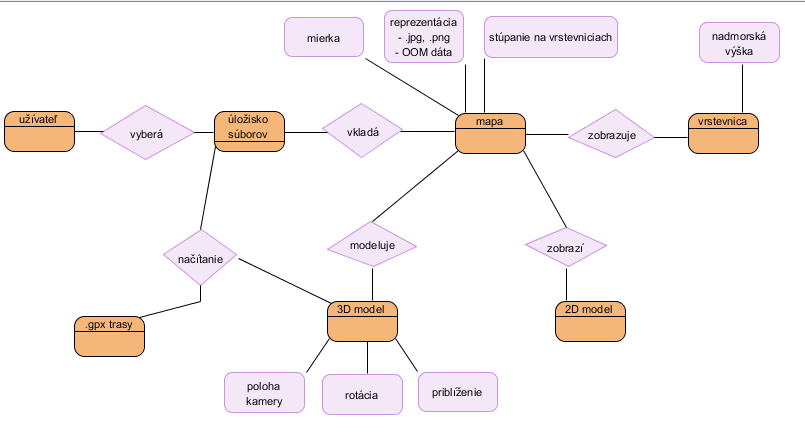 mierka
reprezentácia
- .jpg, .png
- OOM dáta
stúpanie na vrstevniciach
nadmorská
výška
užívateľ
vyberá
úložisko
súborov
vkladá
mapa
zobrazuje
vrstevnica
načítanie
modeluje
zobrazí
.gpx trasy
3D model
2D model
poloha
kamery
rotácia
priblíženie